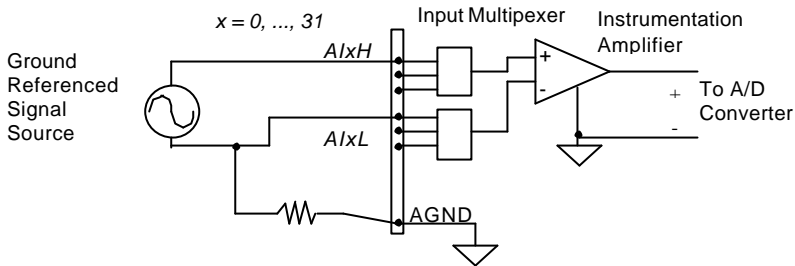 x = 0, ..., 31
Input Multipexer
Instrumentation
Amplifier
Ground
Referenced
Signal
Source
AIxH
AIxL
AGND
+
-
+
To A/D
Converter
-